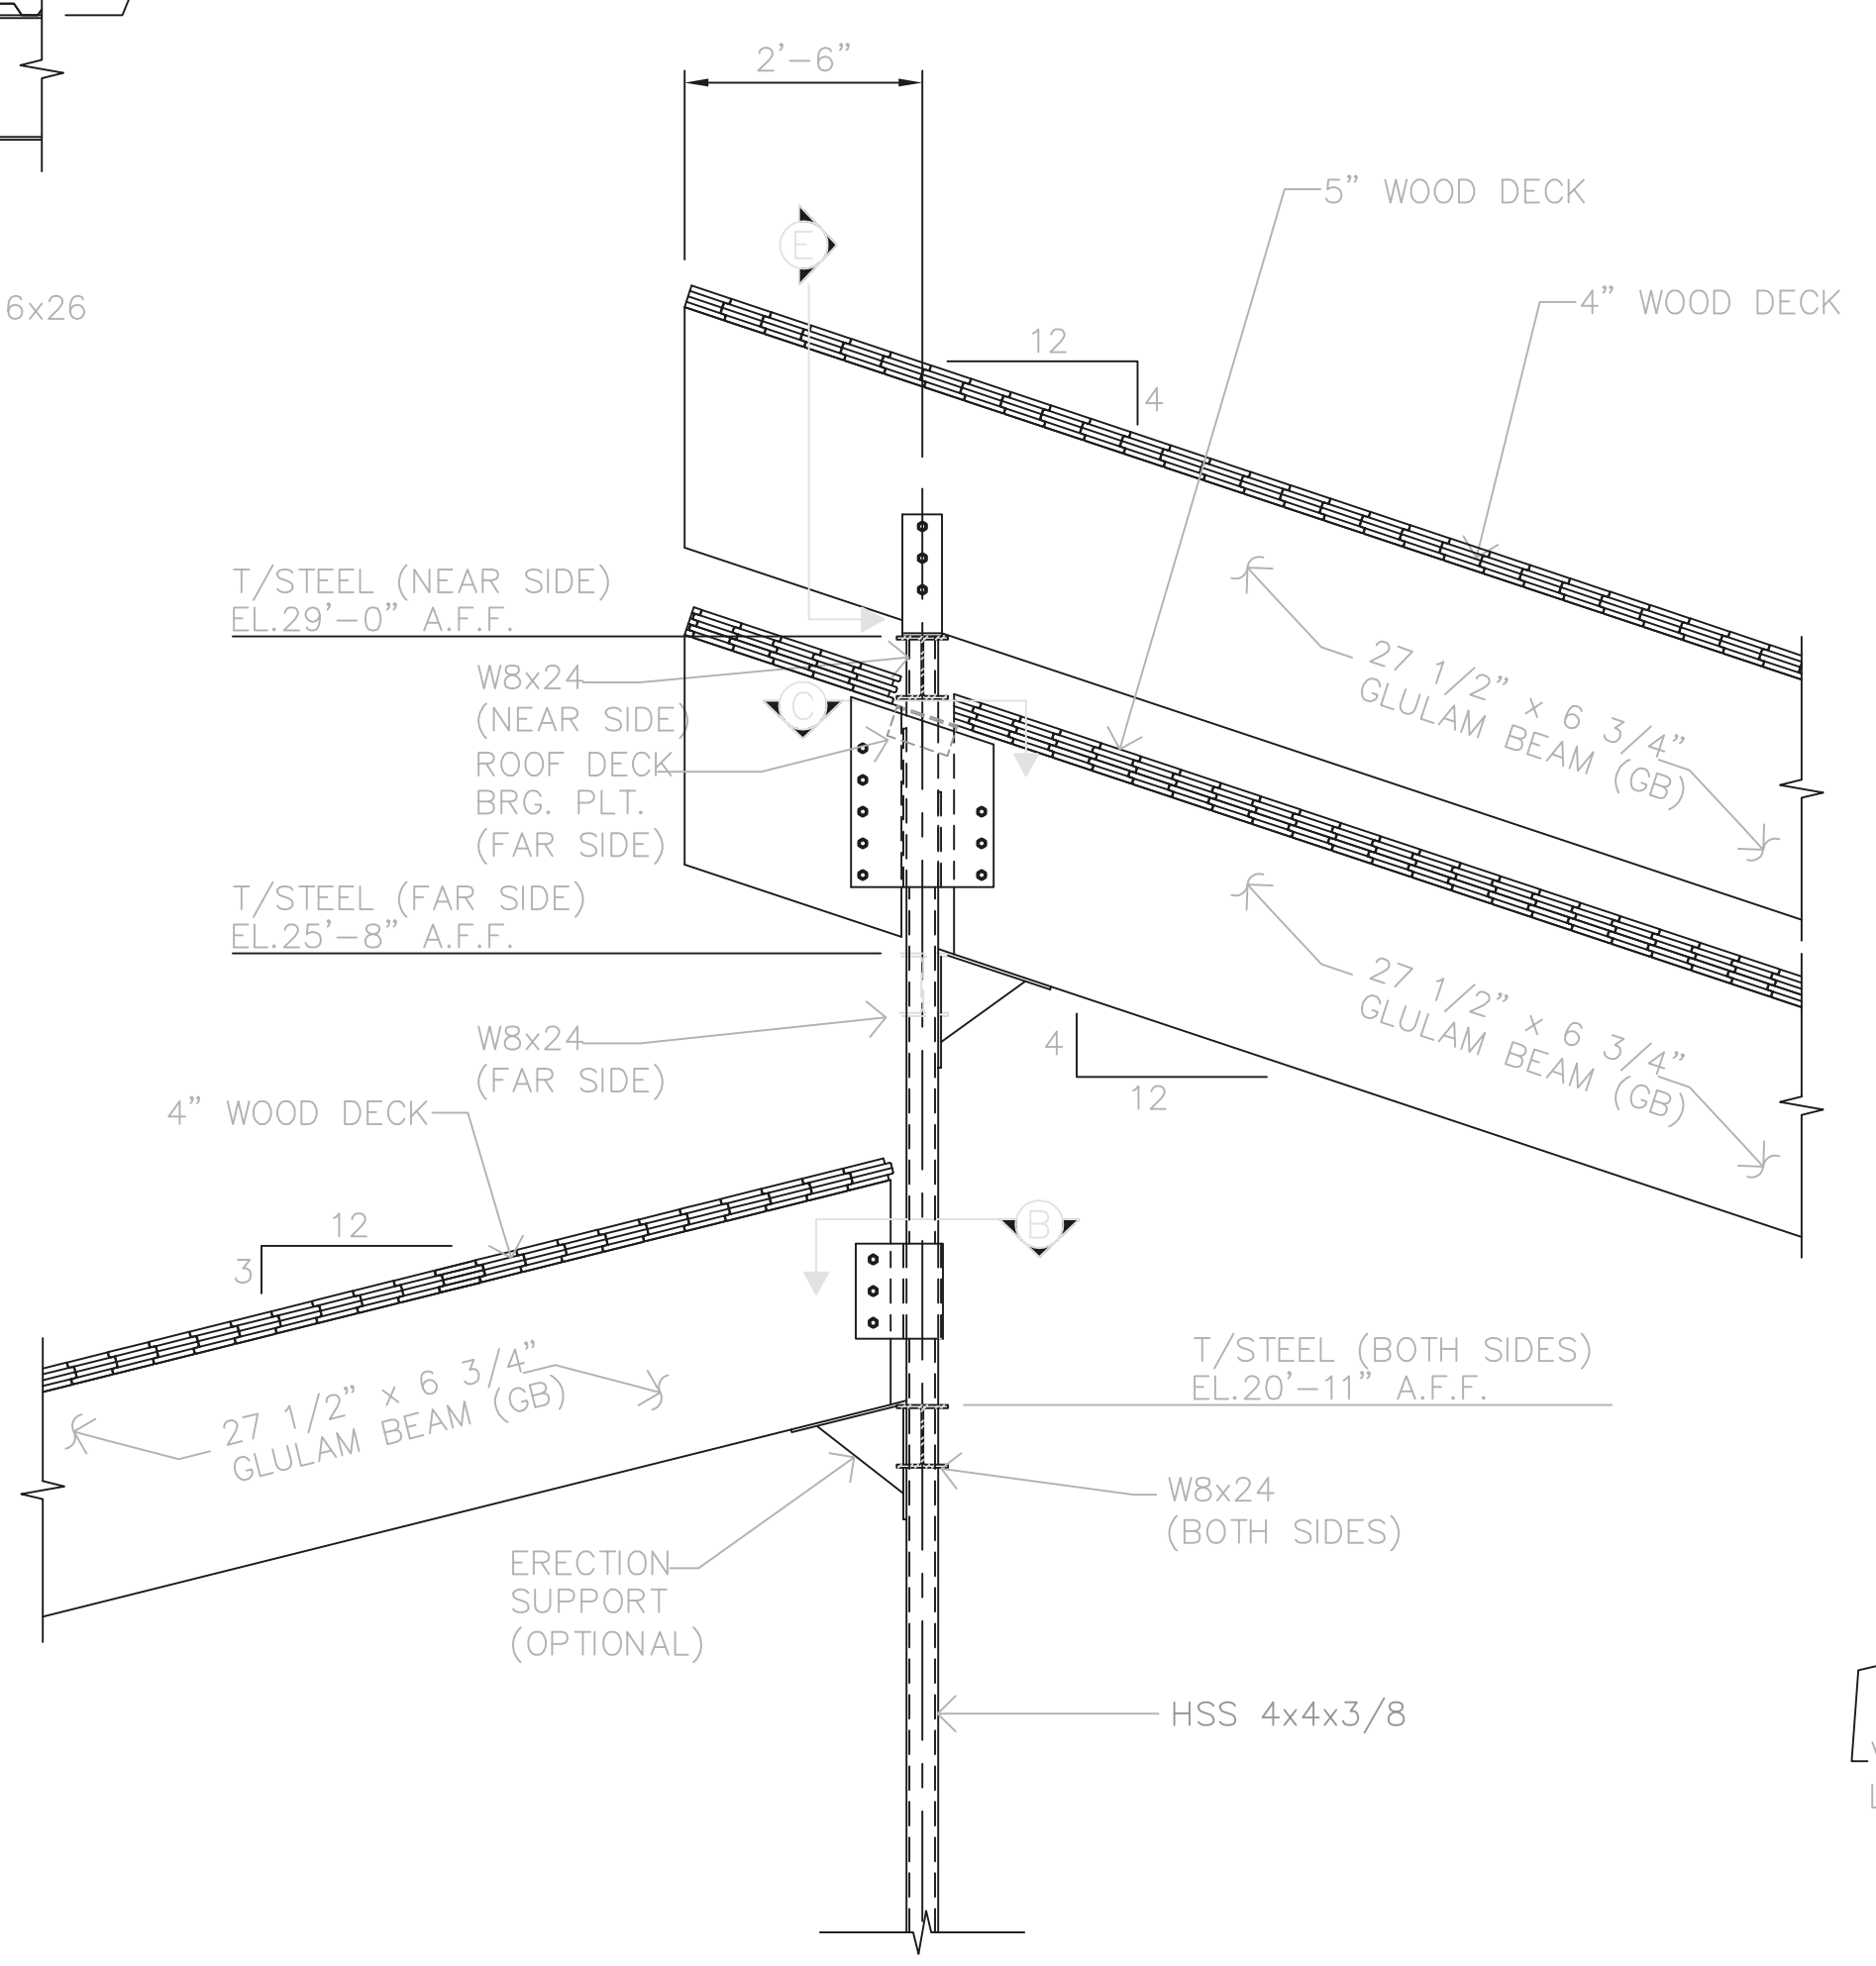 2’-6”
5” WOOD DECK
E
4” WOOD DECK
6x26
12
4
T/STEEL (NEAR SIDE)
EL.29’-0” A.F.F.
27 1/2” x 6 3/4”
GLULAM BEAM (GB)
W8x24
(NEAR SIDE)
C
ROOF DECK
BRG. PLT.
(FAR SIDE)
T/STEEL (FAR SIDE)
EL.25’-8” A.F.F.
27 1/2” x 6 3/4”
GLULAM BEAM (GB)
W8x24
(FAR SIDE)
4
12
4” WOOD DECK
12
3
B
27 1/2” x 6 3/4”
GLULAM BEAM (GB)
T/STEEL (BOTH SIDES)
EL.20’-11” A.F.F.
W8x24
(BOTH SIDES)
ERECTION
SUPPORT
(OPTIONAL)
HSS 4x4x3/8